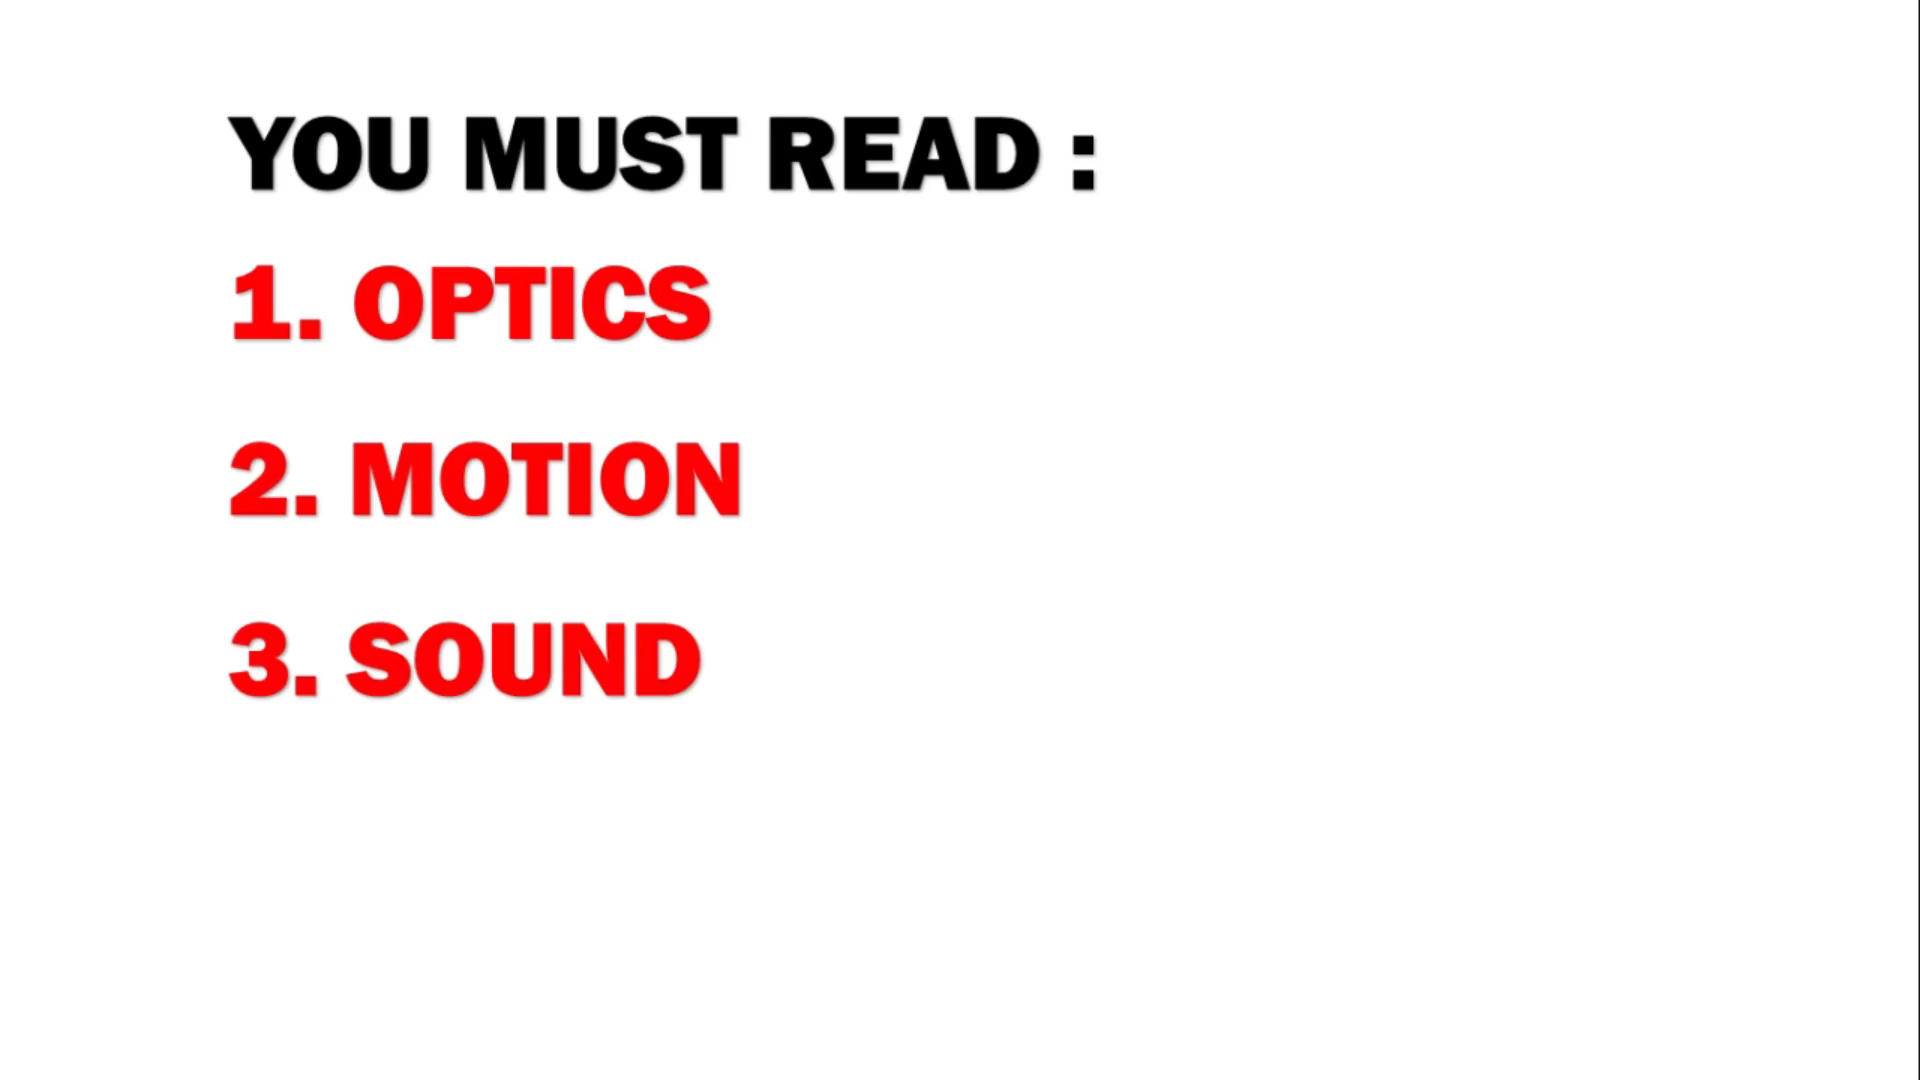 YOU MUST READ :
1. OPTICS
2. MOTION
3. SOUND